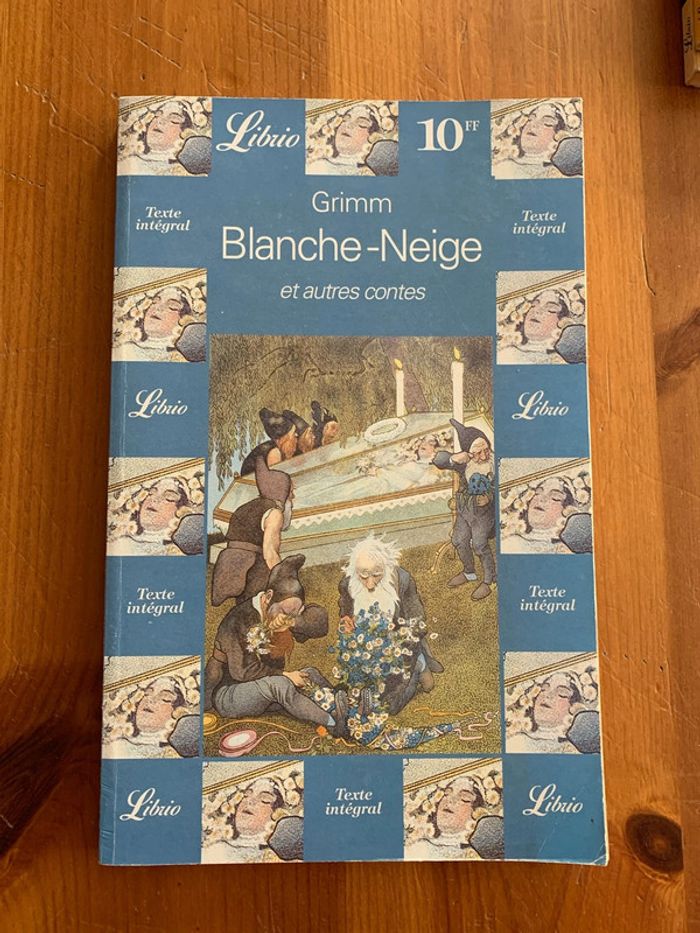 Librio
10FF
Grimm
Texte
intégral
Texte
intégral
Blanche-Neige
et autres contes
Librio
Librio
Texte
intégral
Texte
intégral
Librio
Texte
intégral
Librio